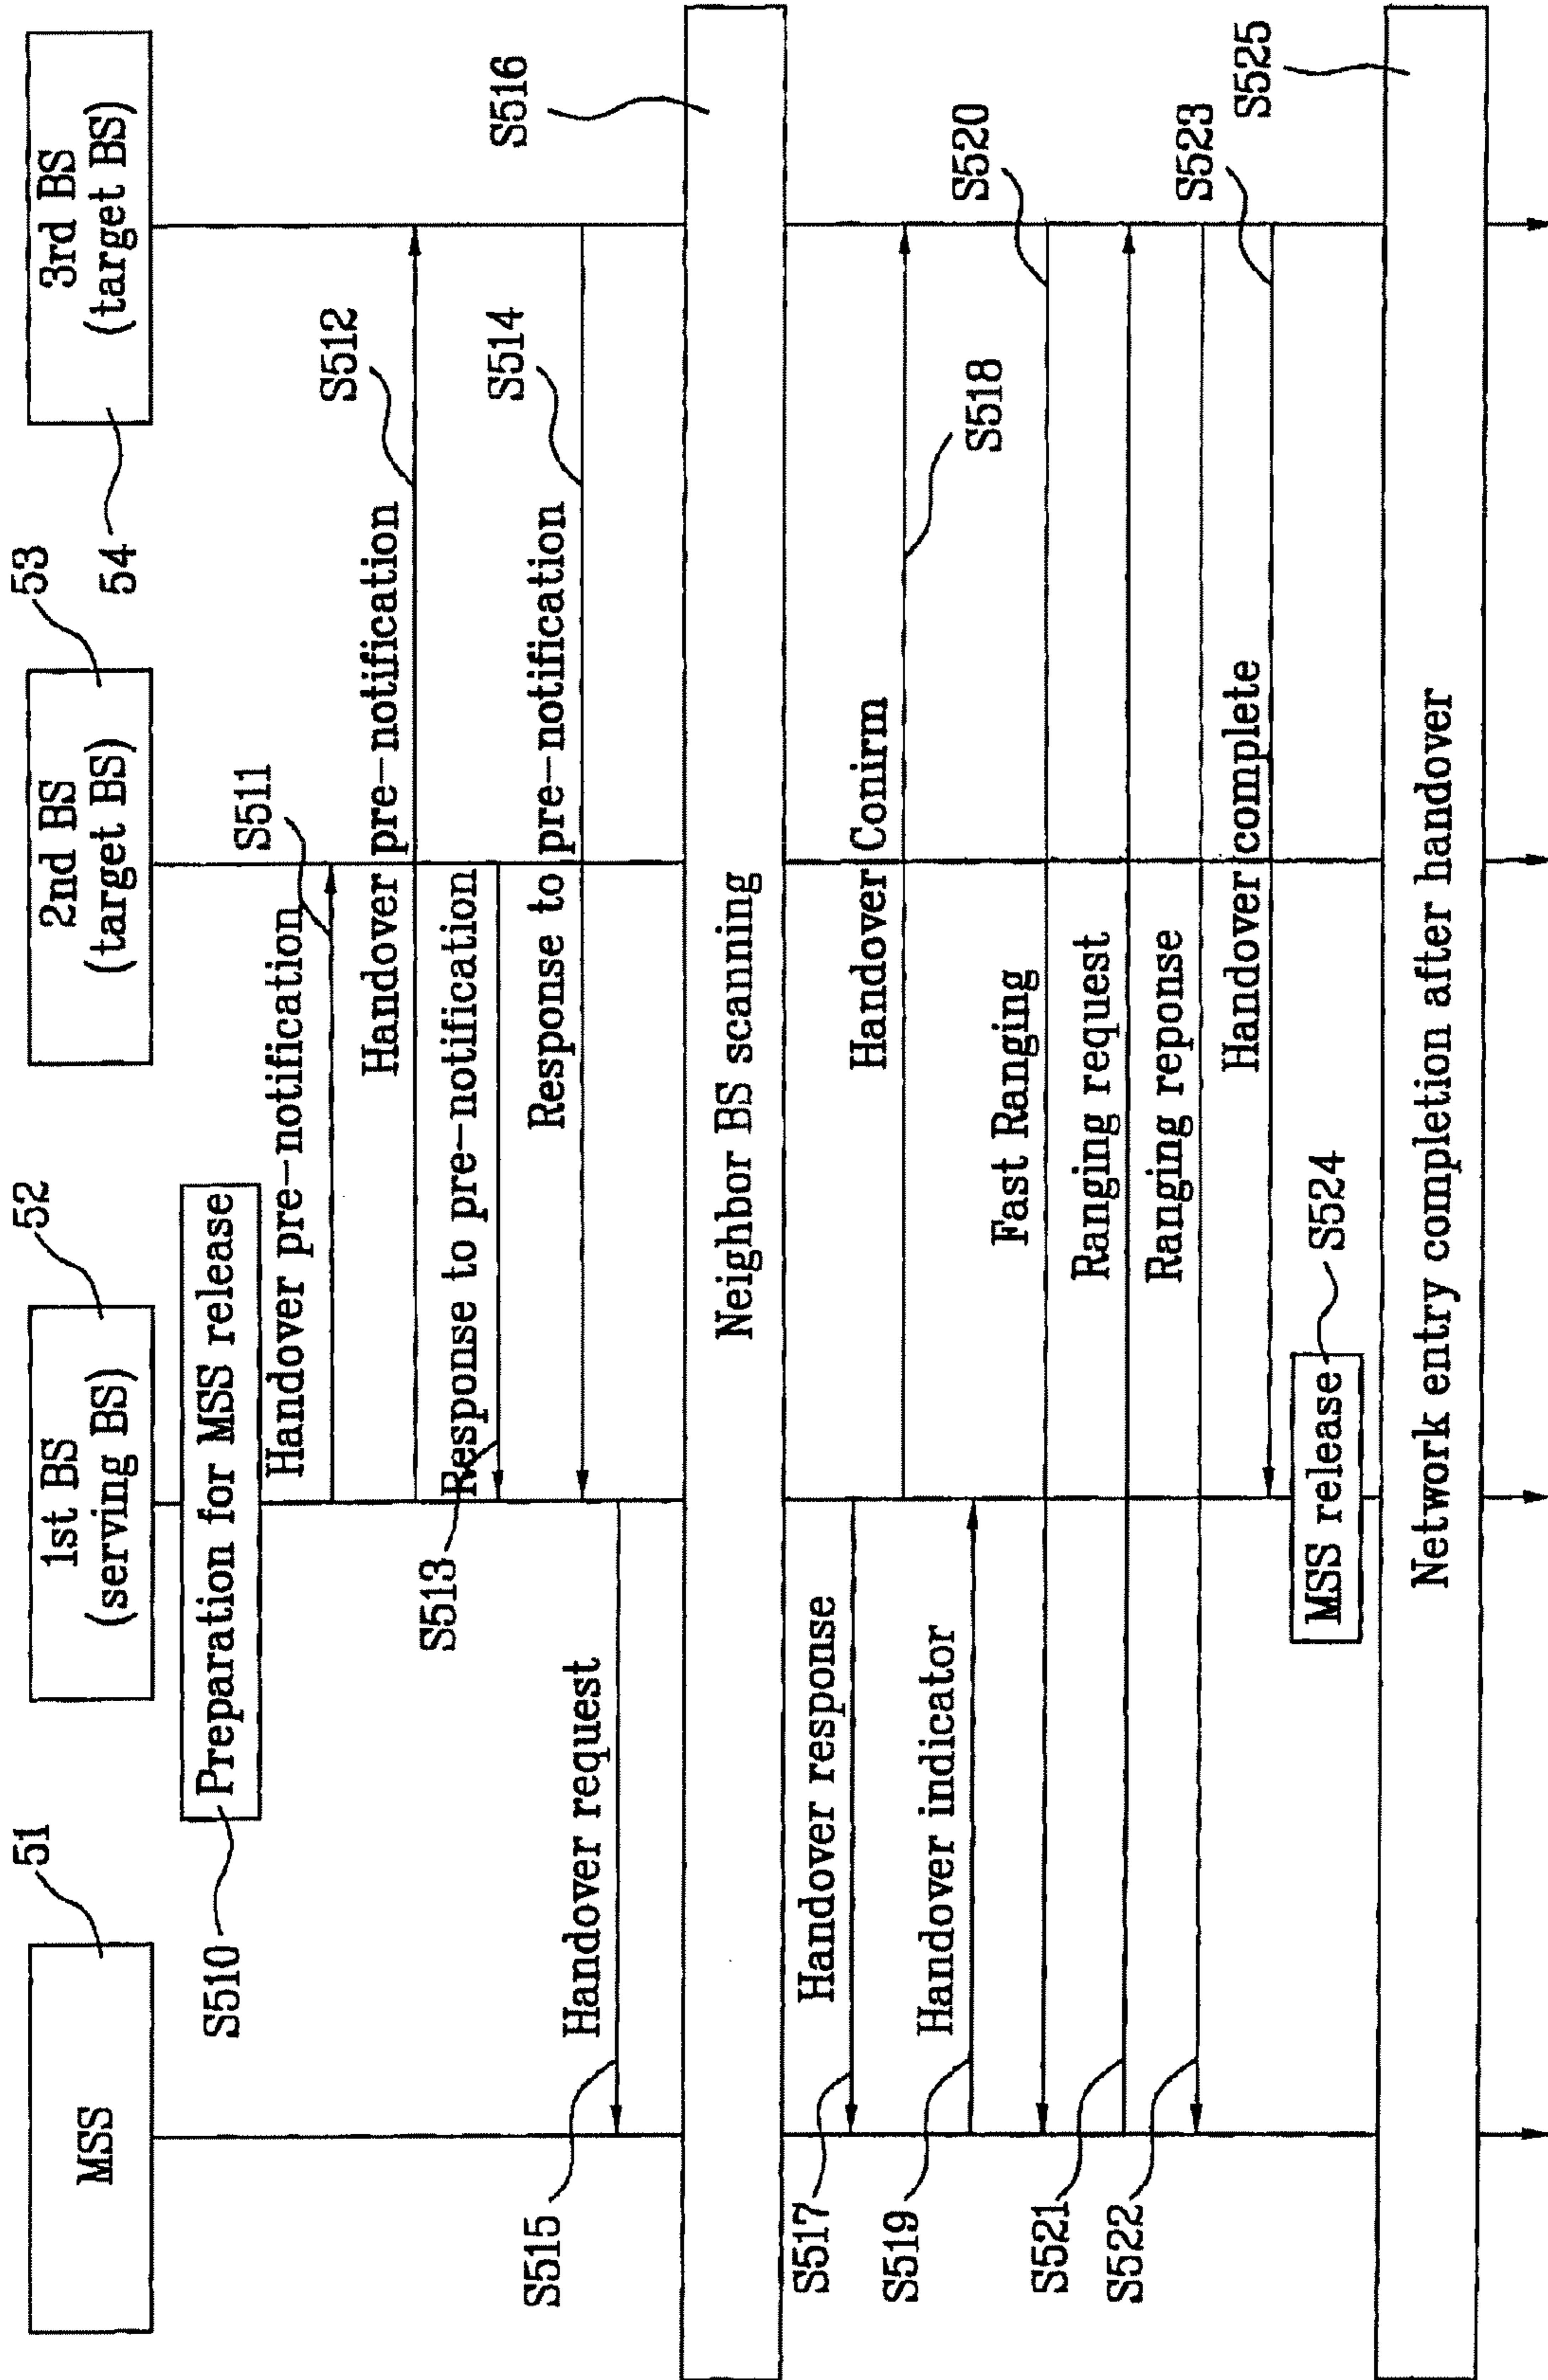 MSS
51
1st BS
(serving BS)
52
2nd BS
(target BS)
53
3rd BS
(target BS)
54
S510
Preparation for MSS release
Handover pre-notification
S511
Handover pre-notification
S512
Response to pre-notification
S513
Response to pre-notification
S514
Handover request
S515
Neighbor BS scanning
S516
Handover response
S517
Handover Conirm
S518
Handover indicator
S519
Fast Ranging
S520
Ranging request
S521
Ranging reponse
S522
Handover complete
S523
MSS release
S524
Network entry completion after handover
S525